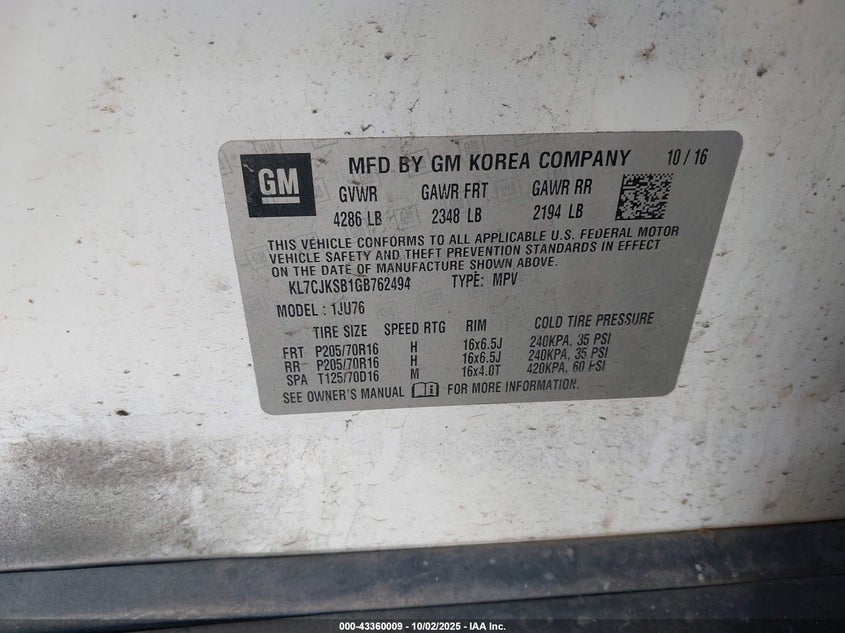 GM
MFD BY GM KOREA COMPANY 10 / 16
GVWR GAWR FRT GAWR RR
4286 LB 2348 LB 2194 LB
THIS VEHICLE CONFORMS TO ALL APPLICABLE U.S. FEDERAL MOTOR
VEHICLE SAFETY AND THEFT PREVENTION STANDARDS IN EFFECT
ON THE DATE OF MANUFACTURE SHOWN ABOVE.
KL7CJKSB1GB762494 TYPE: MPV
MODEL : 1JU76
TIRE SIZE SPEED RTG RIM COLD TIRE PRESSURE
FRT P205/70R16 H 16x6.5J 240KPA, 35 PSI
RR P205/70R16 H 16x6.5J 240KPA, 35 PSI
SPA T125/70D16 M 16x4.0T 420KPA, 60 PSI
SEE OWNER'S MANUAL FOR MORE INFORMATION.
000-43360009 - 10/02/2025 - IAA Inc.